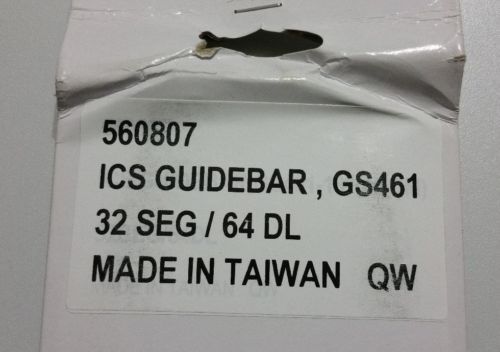 560807
ICS GUIDEBAR , GS461
32 SEG / 64 DL
MADE IN TAIWAN QW